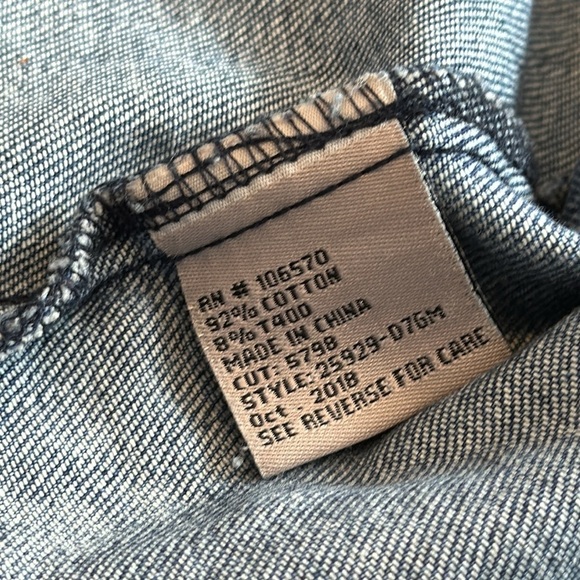 RN # 106570
92% COTTON
8% T400
MADE IN CHINA
CUT: 5798
STYLE: 25929-D7GM
Oct 2018
SEE REVERSE FOR CARE